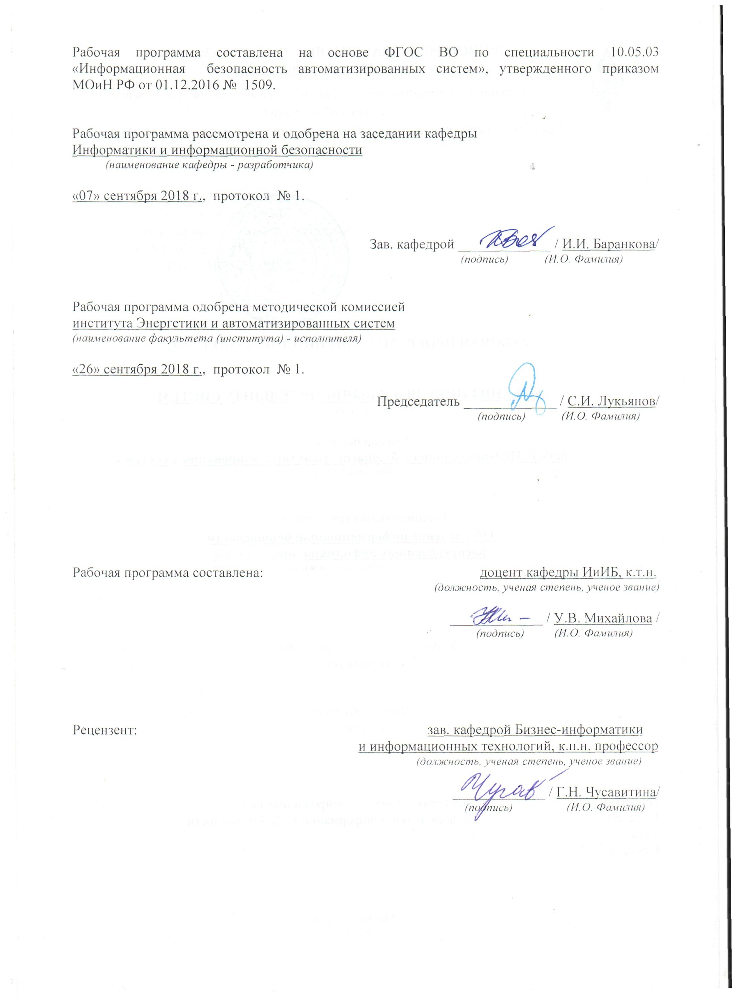 Рабочая программа составлена на основе ФГОС ВО по специальности 10.05.03
«Информационная безопасность автоматизированных систем», утвержденного приказом
МОиН РФ от 01.12.2016 № 1509.
Рабочая программа рассмотрена и одобрена на заседании кафедры
Информатики и информационной безопасности
(наименование кафедры - разработчика)
«07» сентября 2018 г., протокол № 1.
Зав. кафедрой ______________ / И.И. Баранкова/
(подпись) (И.О. Фамилия)
Рабочая программа одобрена методической комиссией
института Энергетики и автоматизированных систем
(наименование факультета (института) - исполнителя)
«26» сентября 2018 г., протокол № 1.
Председатель ______________ / С.И. Лукьянов/
(подпись) (И.О. Фамилия)
Рабочая программа составлена: доцент кафедры ИиИБ, к.т.н.
(должность, ученая степень, ученое звание)
______________ / У.В. Михайлова /
(подпись) (И.О. Фамилия)
Рецензент: зав. кафедрой Бизнес-информатики
и информационных технологий, к.п.н. профессор
(должность, ученая степень, ученое звание)
______________ / Г.Н. Чусавитина/
(подпись) (И.О. Фамилия)